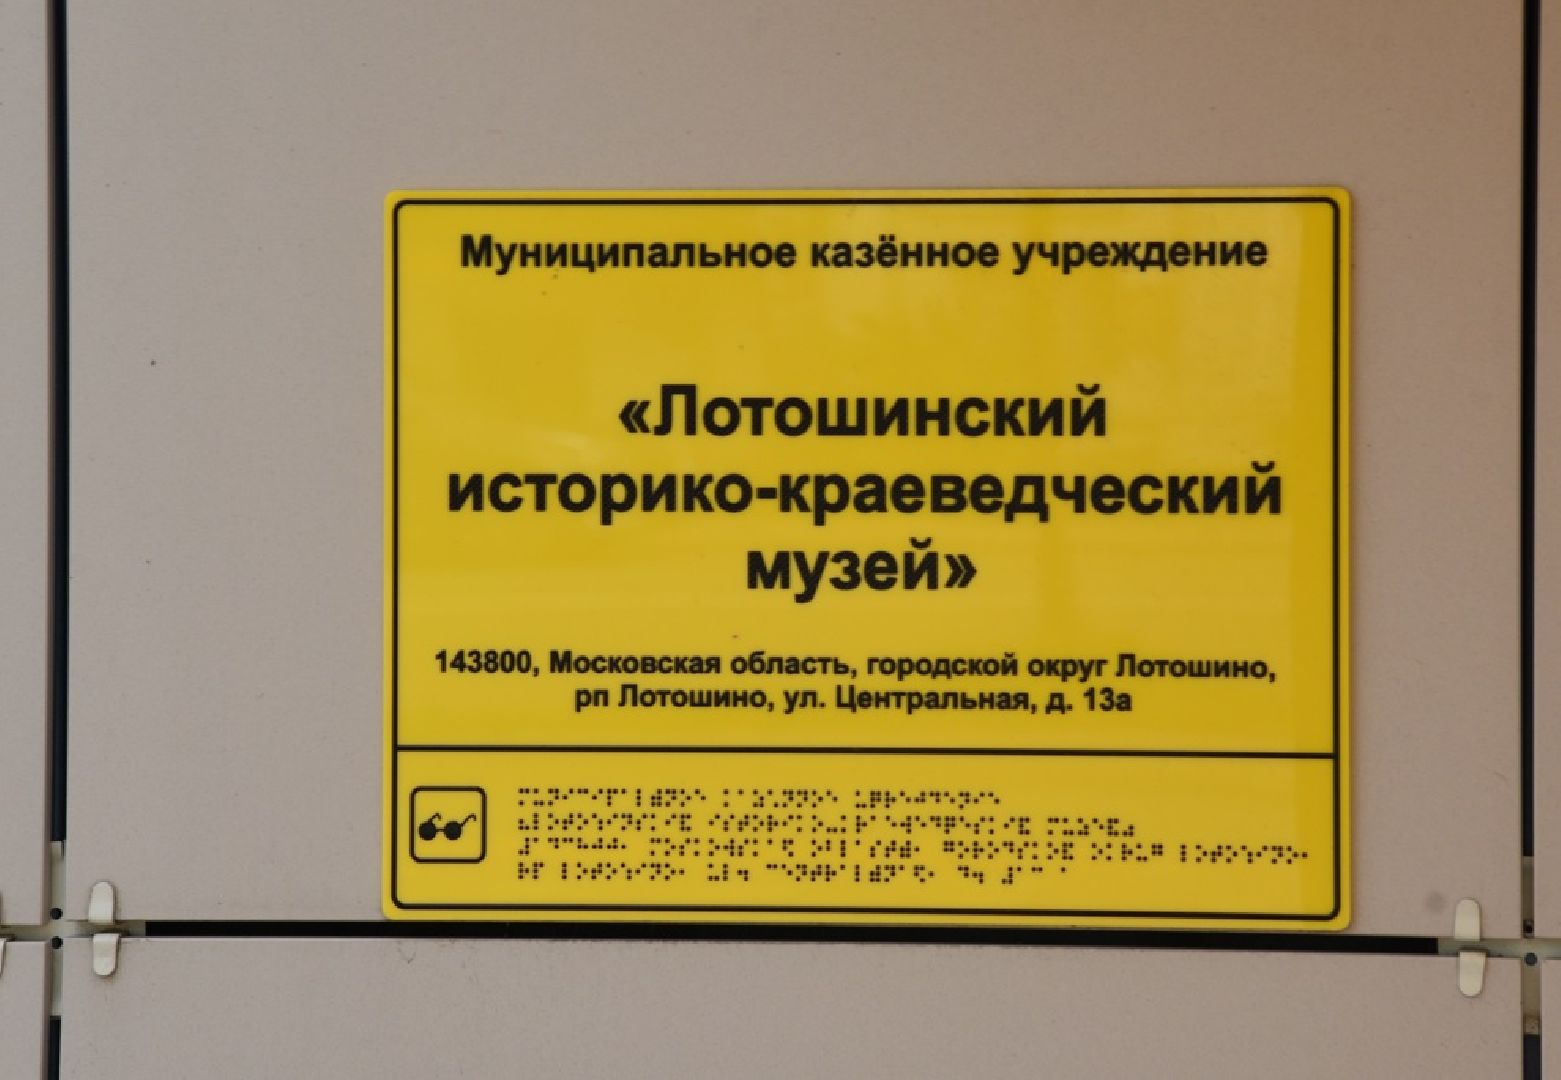 Муниципальное казённое учреждение
«Лотошинский
историко-краеведческий
музей»
143800, Московская область, городской округ Лотошино,
рп Лотошино, ул. Центральная, д. 13а